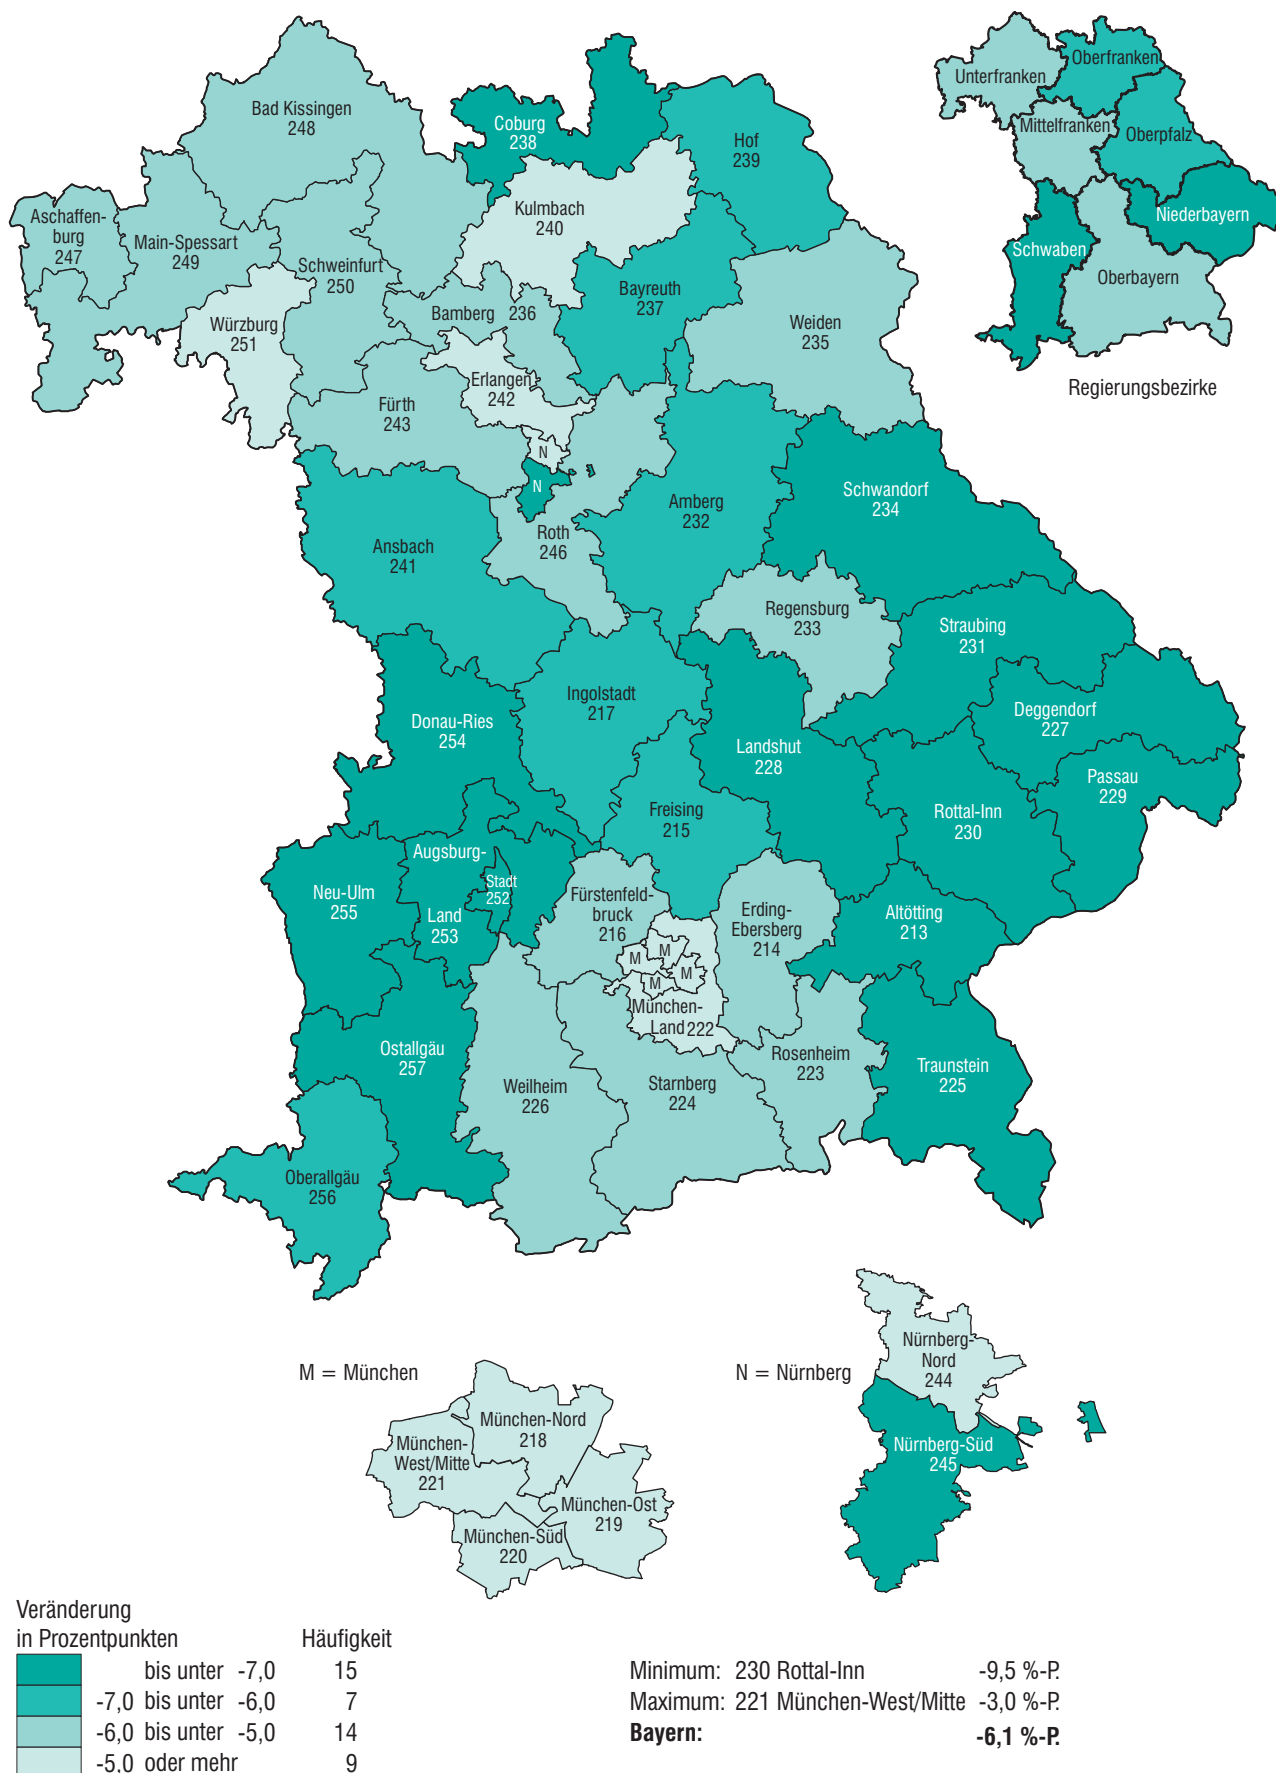 Bad Kissingen
248
Coburg
238
Hof
239
Aschaffen-
burg
247
Main-Spessart
249
Kulmbach
240
Schweinfurt
250
Würzburg
251
Bamberg 236
Bayreuth
237
Weiden
235
Erlangen
242
Fürth
243
N
N
Schwandorf
234
Amberg
232
Roth
246
Ansbach
241
Regensburg
233
Straubing
231
Ingolstadt
217
Donau-Ries
254
Deggendorf
227
Landshut
228
Passau
229
Freising
215
Rottal-Inn
230
Augsburg-
Stadt
252
Land
253
Neu-Ulm
255
Fürstenfeld-
bruck
216
Erding-
Ebersberg
214
Altötting
213
M
M
M
M
München-
Land 222
Ostallgäu
257
Weilheim
226
Starnberg
224
Rosenheim
223
Traunstein
225
Oberallgäu
256
Unterfranken
Oberfranken
Mittelfranken
Oberpfalz
Niederbayern
Schwaben
Oberbayern
Regierungsbezirke
M = München
München-Nord
218
München-
West/Mitte
221
München-Ost
219
München-Süd
220
N = Nürnberg
Nürnberg-
Nord
244
Nürnberg-Süd
245
Veränderung
in Prozentpunkten Häufigkeit
bis unter -7,0 15
-7,0 bis unter -6,0 7
-6,0 bis unter -5,0 14
-5,0 oder mehr 9
Minimum: 230 Rottal-Inn -9,5 %-P.
Maximum: 221 München-West/Mitte -3,0 %-P.
Bayern: -6,1 %-P.